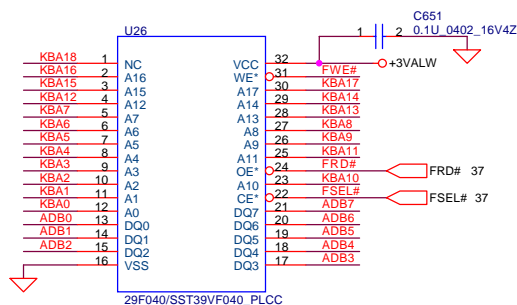 C651
U26
1 2 0.1U_0402_16V4Z
KBA18 1 NC VCC 32 +3VALW
KBA16 2 A16 WE* 31 FWE#
KBA15 3 A15 A17 30 KBA17
KBA12 4 A12 A14 29 KBA14
KBA7 5 A7 A13 28 KBA13
KBA6 6 A6 A8 27 KBA8
KBA5 7 A5 A9 26 KBA9
KBA4 8 A4 A11 25 KBA11
KBA3 9 A3 OE* 24 FRD# FRD# 37
KBA2 10 A2 A10 23 KBA10
KBA1 11 A1 CE* 22 FSEL# FSEL# 37
KBA0 12 A0 DQ7 21 ADB7
ADB0 13 DQ0 DQ6 20 ADB6
ADB1 14 DQ1 DQ5 19 ADB5
ADB2 15 DQ2 DQ4 18 ADB4
16 VSS DQ3 17 ADB3
29F040/SST39VF040_PLCC